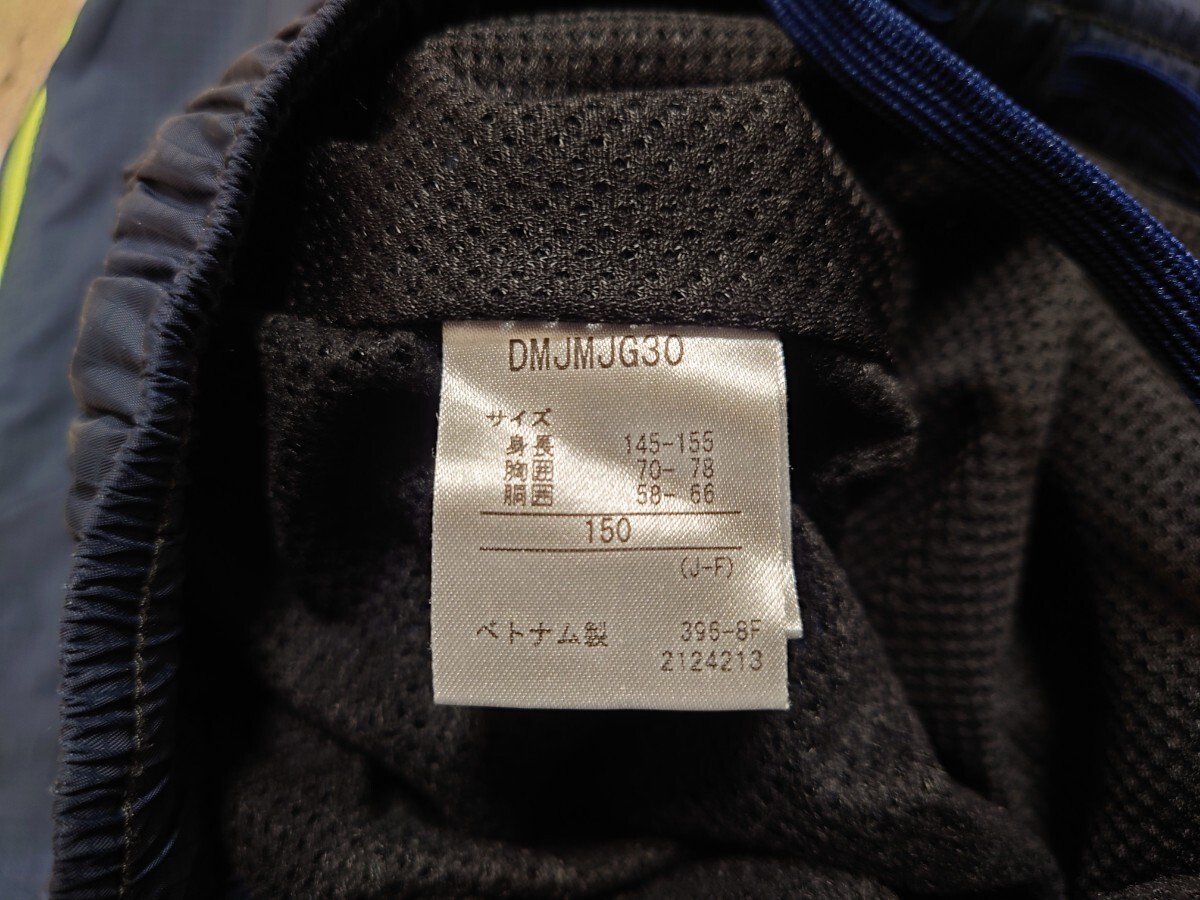 DMJMJG30
サイズ
身長 145-155
胸囲 70- 78
胴囲 58- 66
150
(J-F)
ベトナム製 396-8F
2124213